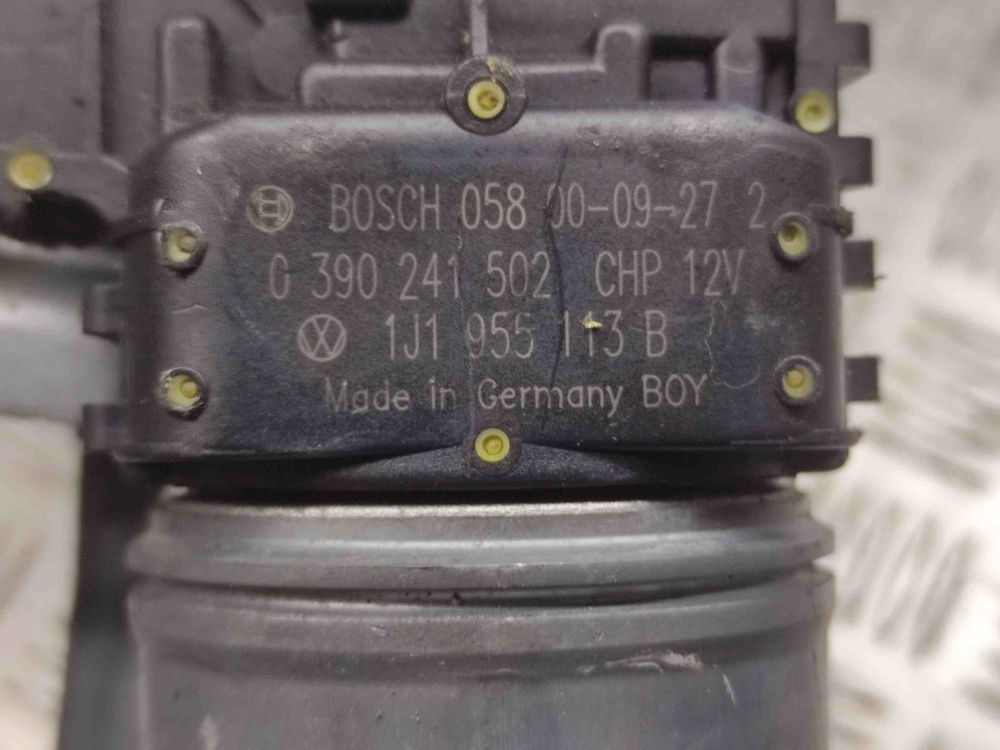 BOSCH 058 00-09-27 2
0 390 241 502 CHP 12V
1J1 955 113 B
Made in Germany BOY